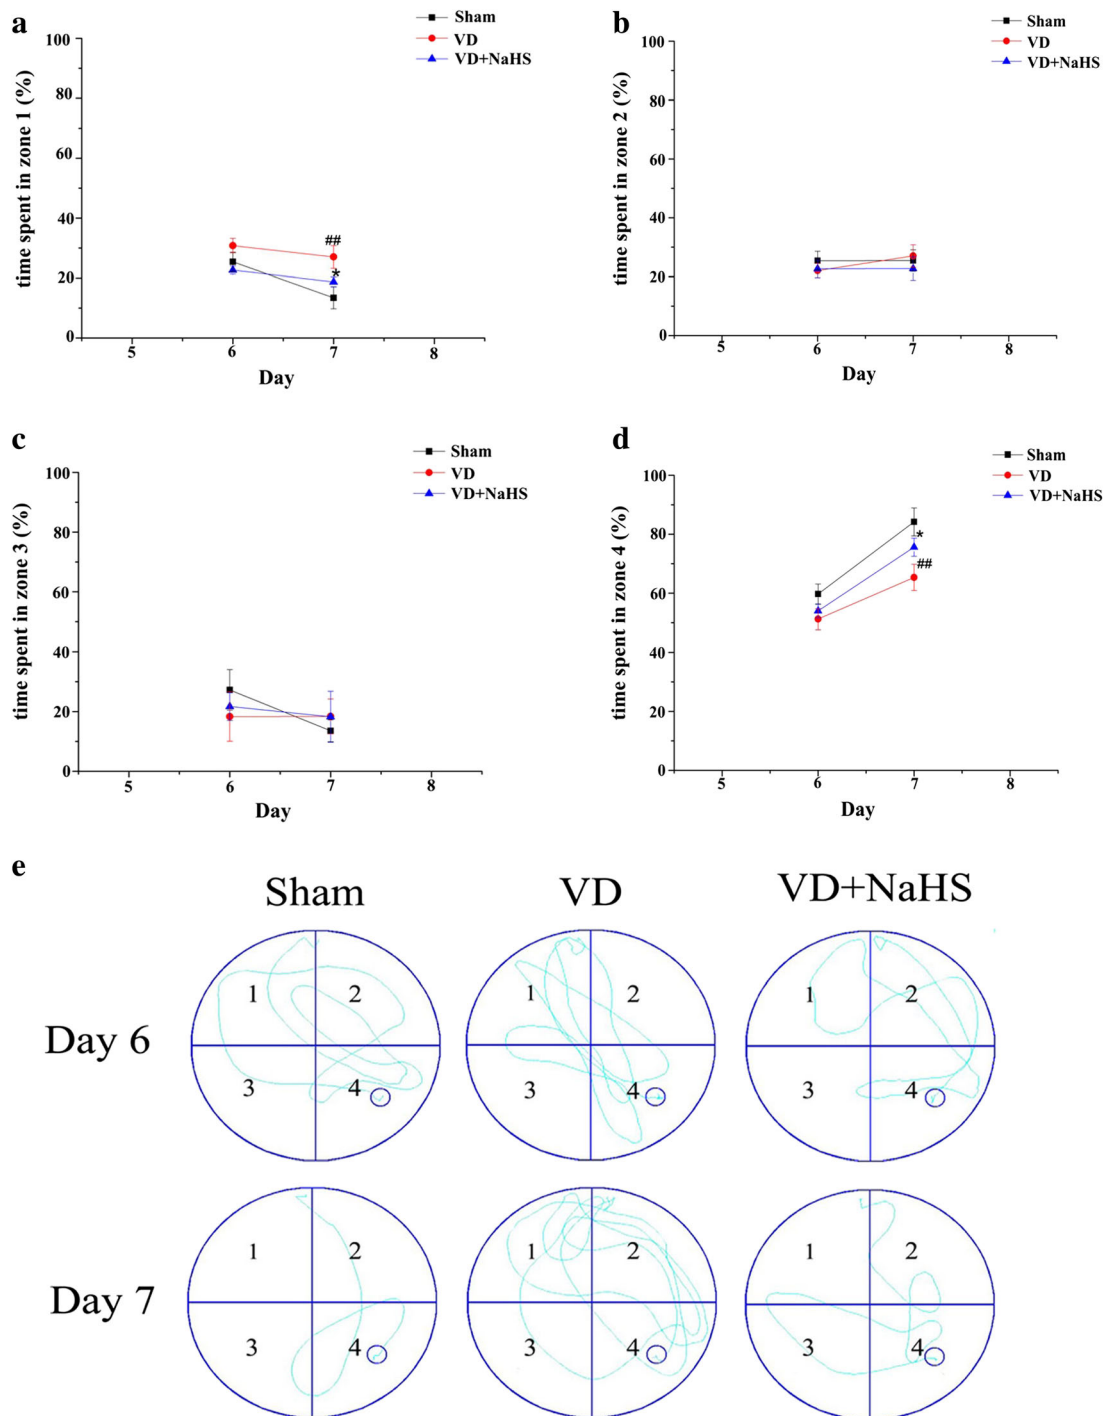 a
Sham
VD
VD+NaHS
time spent in zone 1 (%)
100
80
60
40
20
0
##
*
5 6 7 8
Day
b
Sham
VD
VD+NaHS
time spent in zone 2 (%)
100
80
60
40
20
0
5 6 7 8
Day
c
Sham
VD
VD+NaHS
time spent in zone 3 (%)
100
80
60
40
20
0
5 6 7 8
Day
d
Sham
VD
VD+NaHS
time spent in zone 4 (%)
100
80
60
40
20
0
*
##
5 6 7 8
Day
e
Sham VD VD+NaHS
Day 6
1 2
3 4
1 2
3 4
1 2
3 4
Day 7
1 2
3 4
1 2
3 4
1 2
3 4